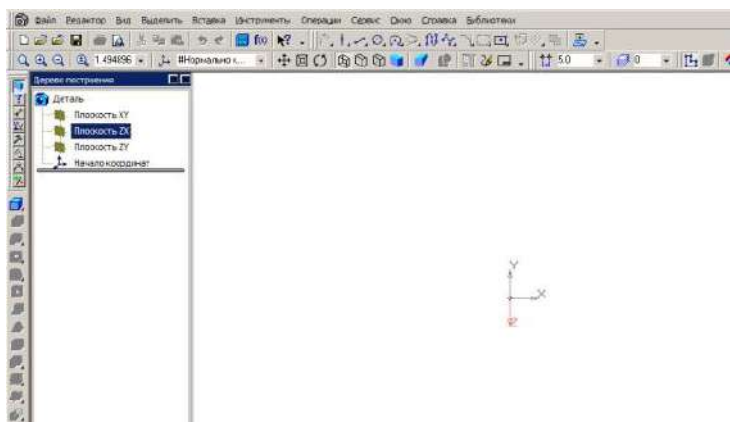 Файл Редактор Вид Выделить Вставка Инструменты Операции Сервис Окно Справка Библиотеки
f(x)
1.494896 #Нормально к... 5.0 0
Дерево построения
Деталь
Плоскость XY
Плоскость ZX
Плоскость ZY
Начало координат
Y
X
Z